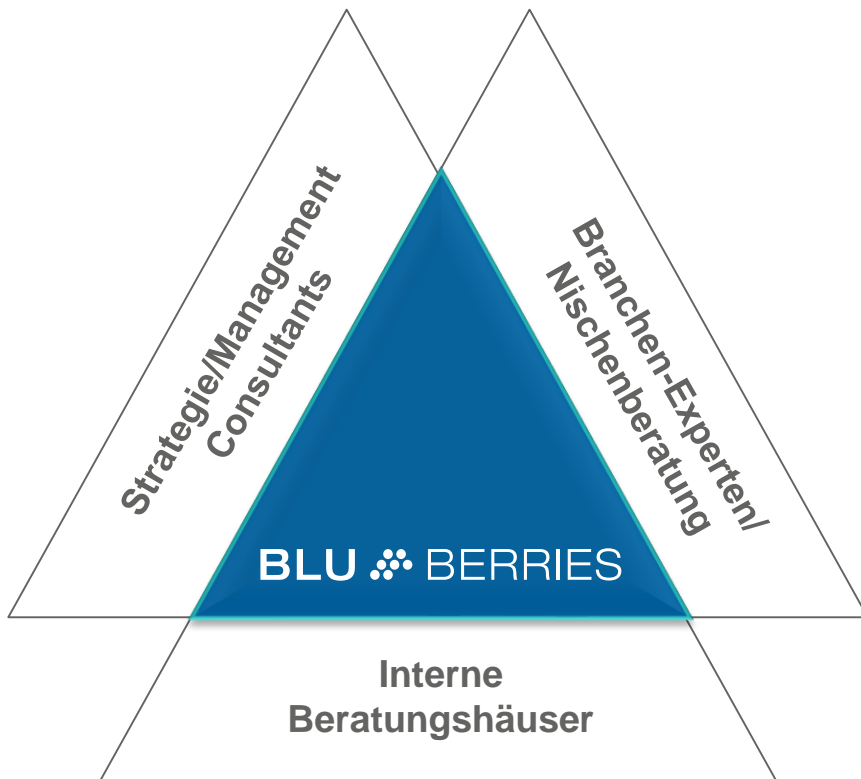 Strategie/Management
Consultants
Branchen-Experten/
Nischenberatung
BLU BERRIES
Interne
Beratungshäuser